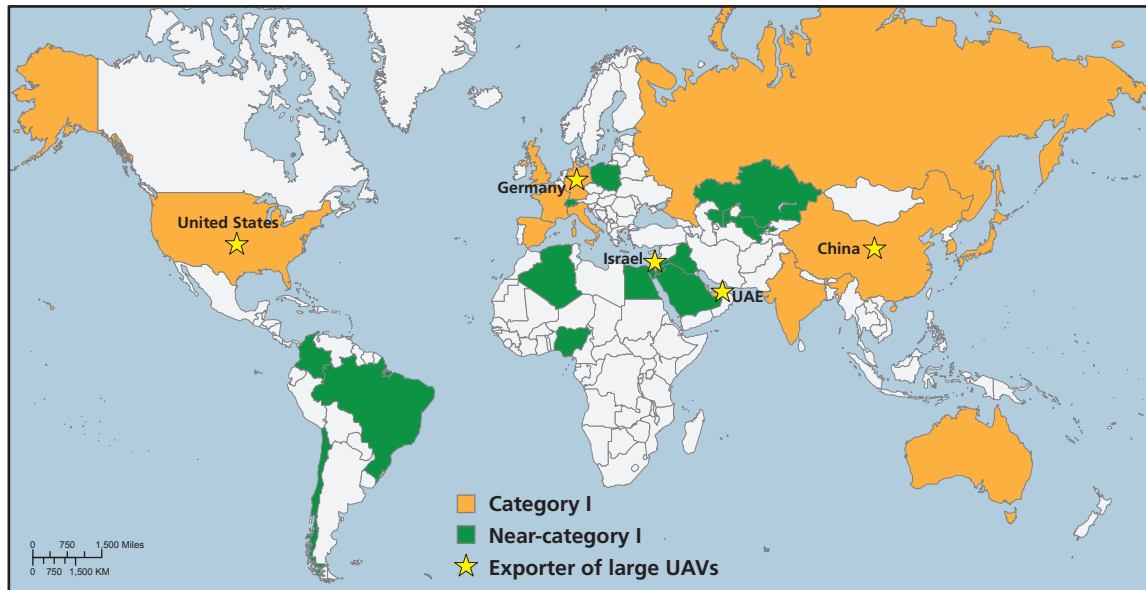 Germany
United States
China
Israel
UAE
Category I
Near-category I
Exporter of large UAVs
0 750 1,500 Miles
0 750 1,500 KM